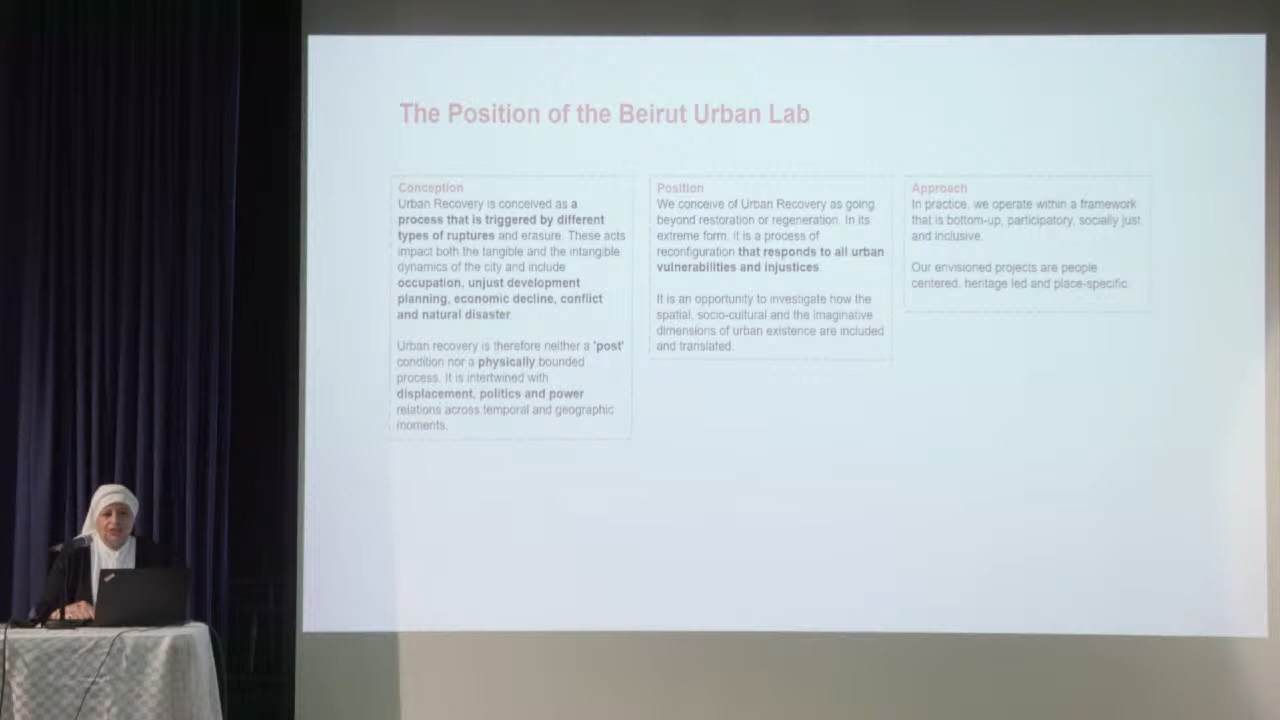 The Position of the Beirut Urban Lab
Conception
Urban Recovery is conceived as a
process that is triggered by different
types of ruptures and erasure. These acts
impact both the tangible and the intangible
dynamics of the city and include
occupation, unjust development
planning, economic decline, conflict
and natural disaster.
Urban recovery is therefore neither a 'post'
condition nor a physically bounded
process. It is intertwined with
displacement, politics and power
relations across temporal and geographic
moments.
Position
We conceive of Urban Recovery as going
beyond restoration or regeneration. In its
extreme form, it is a process of
reconfiguration that responds to all urban
vulnerabilities and injustices.
It is an opportunity to investigate how the
spatial, socio-cultural and the imaginative
dimensions of urban existence are included
and translated.
Approach
In practice, we operate within a framework
that is bottom-up, participatory, socially just
and inclusive.
Our envisioned projects are people
centered, heritage led and place-specific.